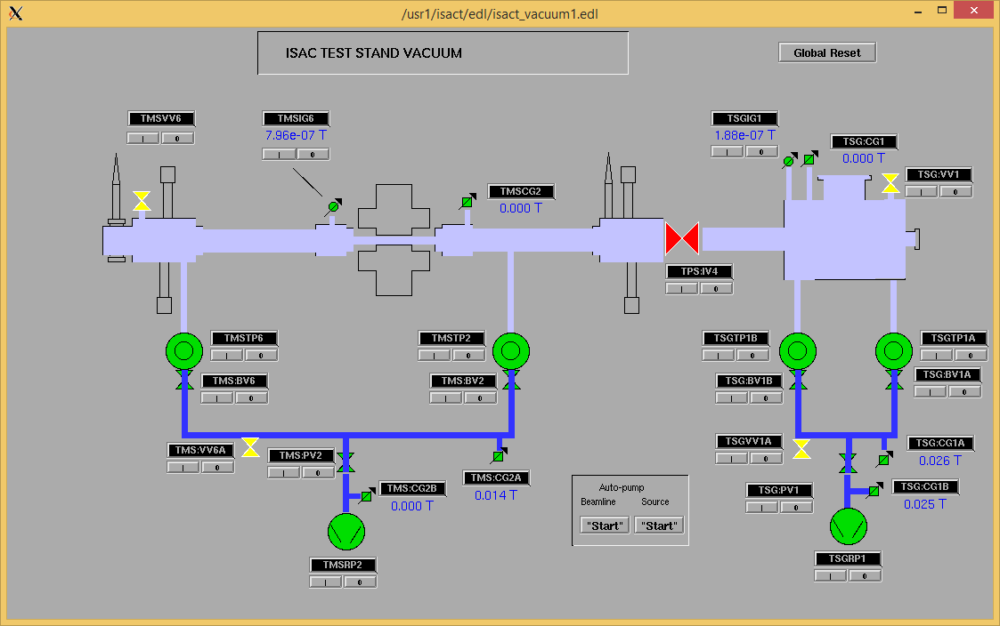 /usr1/isact/edl/isact_vacuum1.edl
ISAC TEST STAND VACUUM
Global Reset
TMSVV6
I 0
TMSIG6
7.96e-07 T
I 0
TSGIG1
1.88e-07 T
I 0
TSG:CG1
0.000 T
TSG:VV1
I 0
TMSCG2
0.000 T
TPS:IV4
I 0
TMSTP6
I 0
TMSTP2
I 0
TSGTP1B
I 0
TSGTP1A
I 0
TMS:BV6
I 0
TMS:BV2
I 0
TSG:BV1B
I 0
TSG:BV1A
I 0
TMS:VV6A
I 0
TMS:PV2
I 0
TSGVV1A
I 0
TSG:CG1A
0.026 T
TMS:CG2A
0.014 T
TMS:CG2B
0.000 T
Auto-pump
Beamline Source
"Start" "Start"
TSG:PV1
I 0
TSG:CG1B
0.025 T
TMSRP2
I 0
TSGRP1
I 0